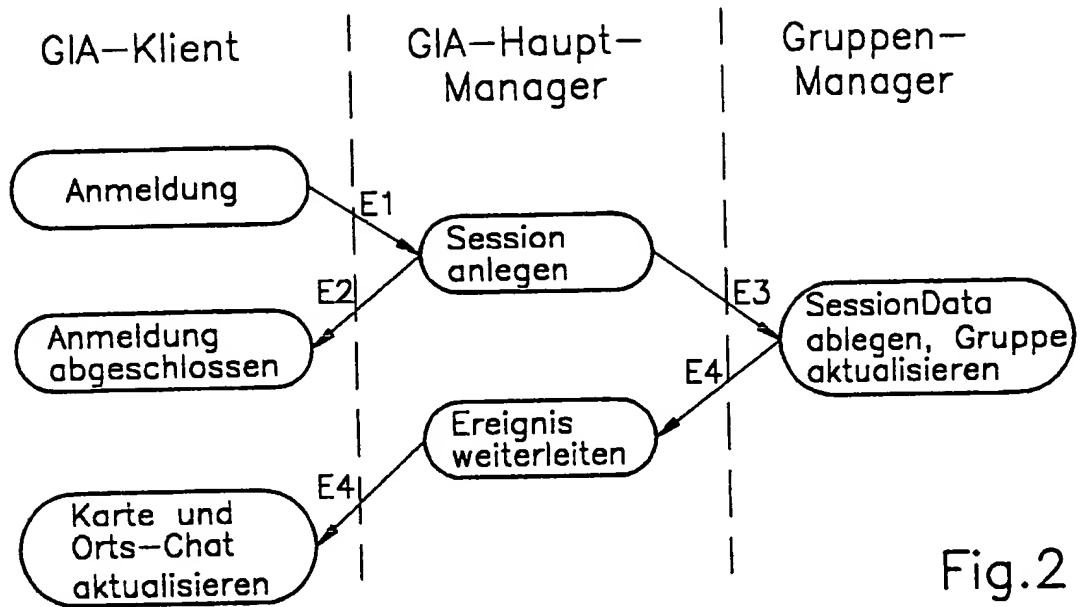 GIA-Klient
GIA-Haupt-
Manager
Gruppen-
Manager
Anmeldung
E1
Session
anlegen
E2
E3
Anmeldung
abgeschlossen
SessionData
ablegen, Gruppe
aktualisieren
E4
Ereignis
weiterleiten
E4
Karte und
Orts-Chat
aktualisieren
Fig.2